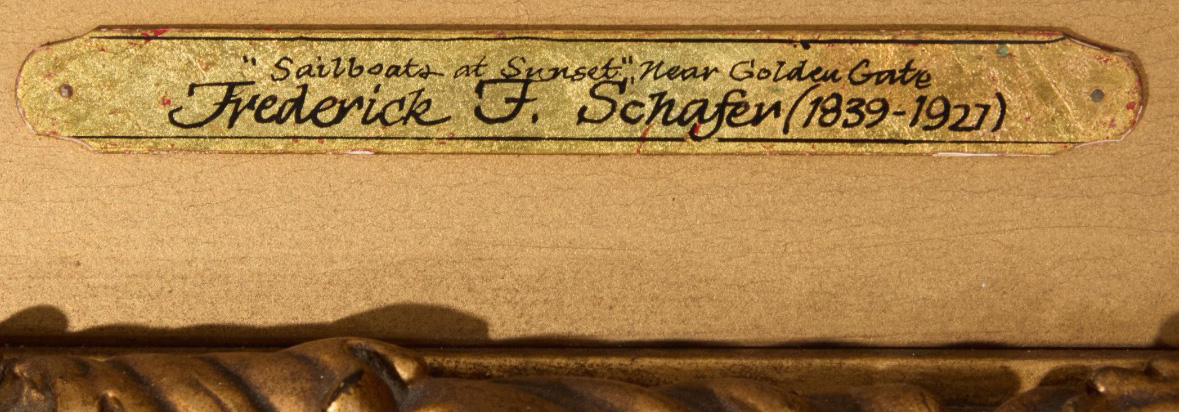 "Sailboats at Sunset" Near Golden Gate
Frederick F. Schafer (1839-1927)